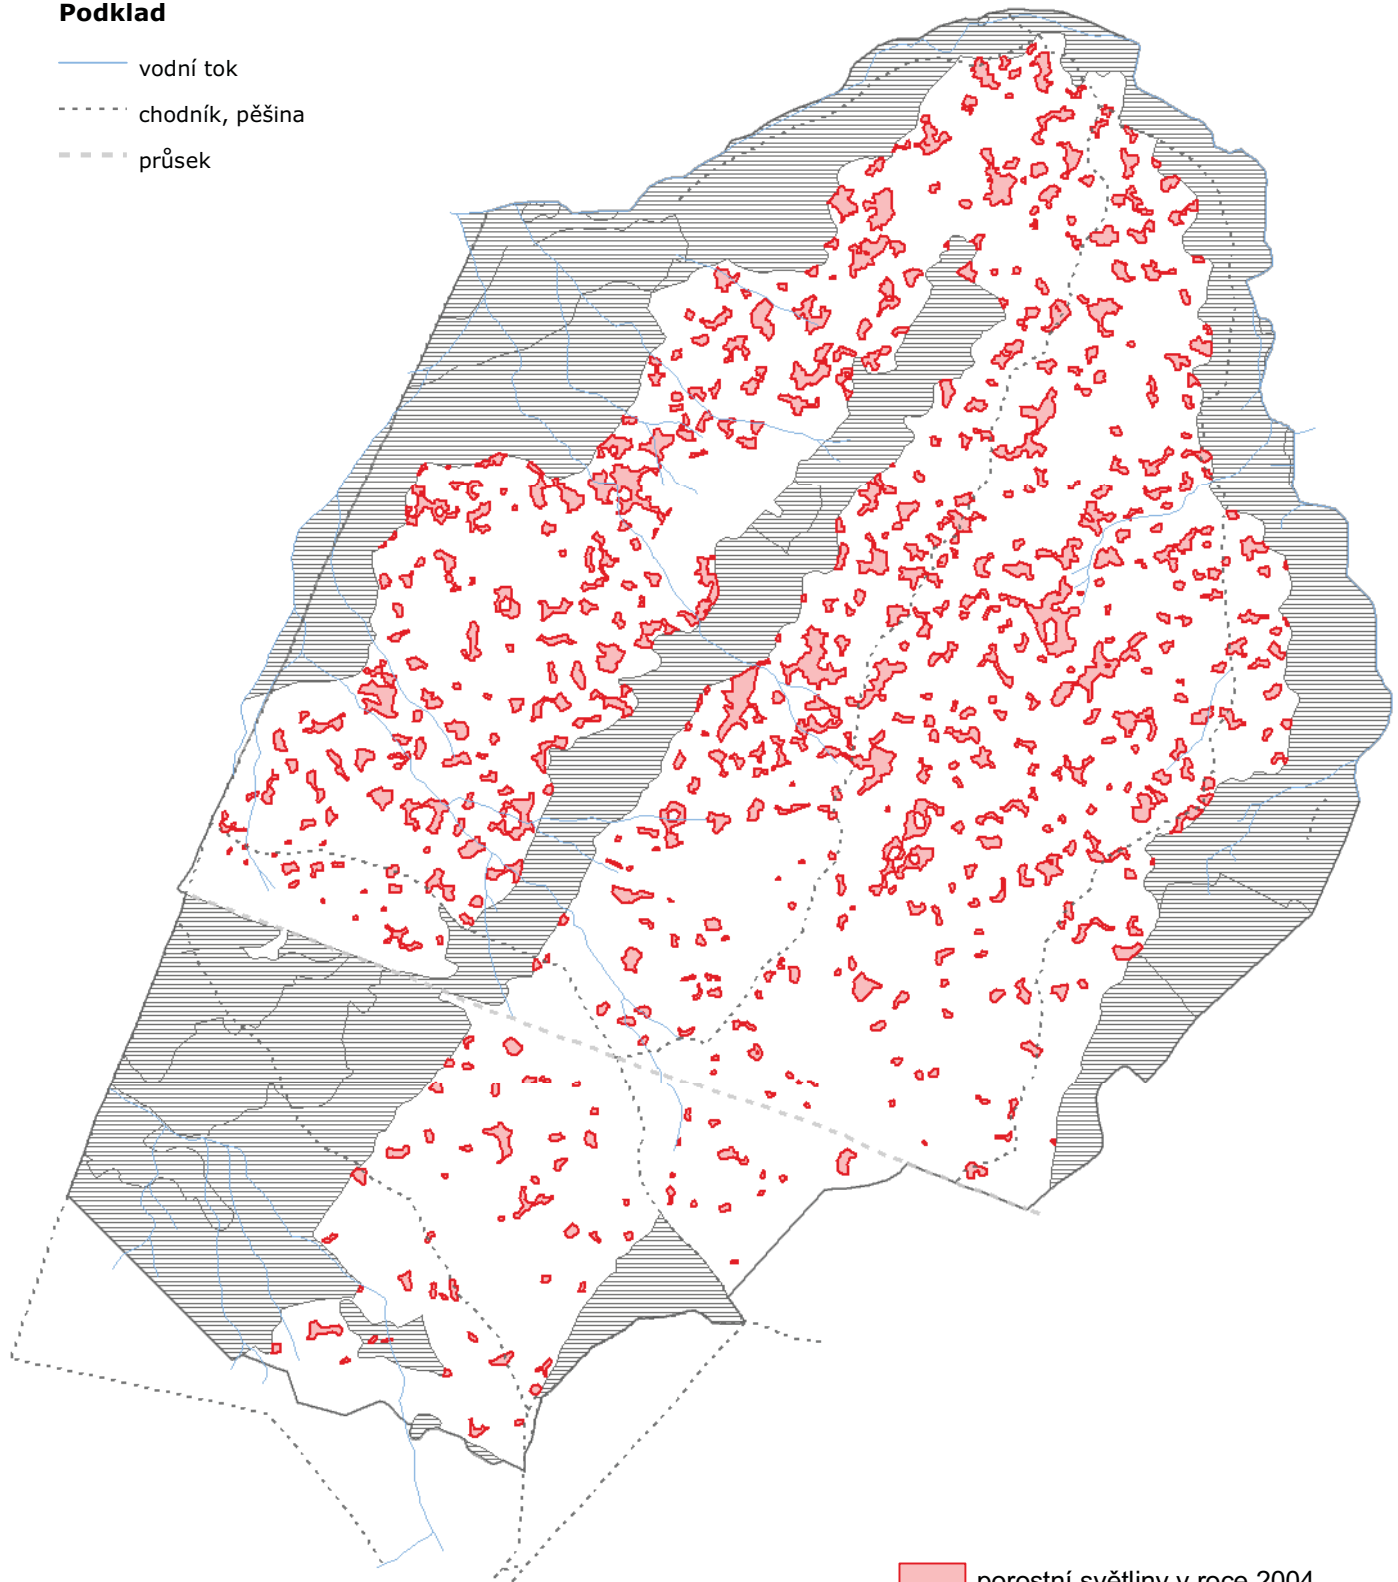 Podklad
vodní tok
chodník, pěšina
průsek
porostní světliny v roce 2004